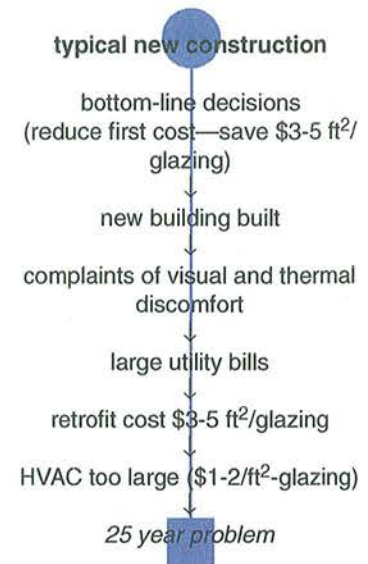 typical new construction
bottom-line decisions
(reduce first cost—save $3-5 ft²/
glazing)
new building built
complaints of visual and thermal
discomfort
large utility bills
retrofit cost $3-5 ft²/glazing
HVAC too large ($1-2/ft²-glazing)
25 year problem